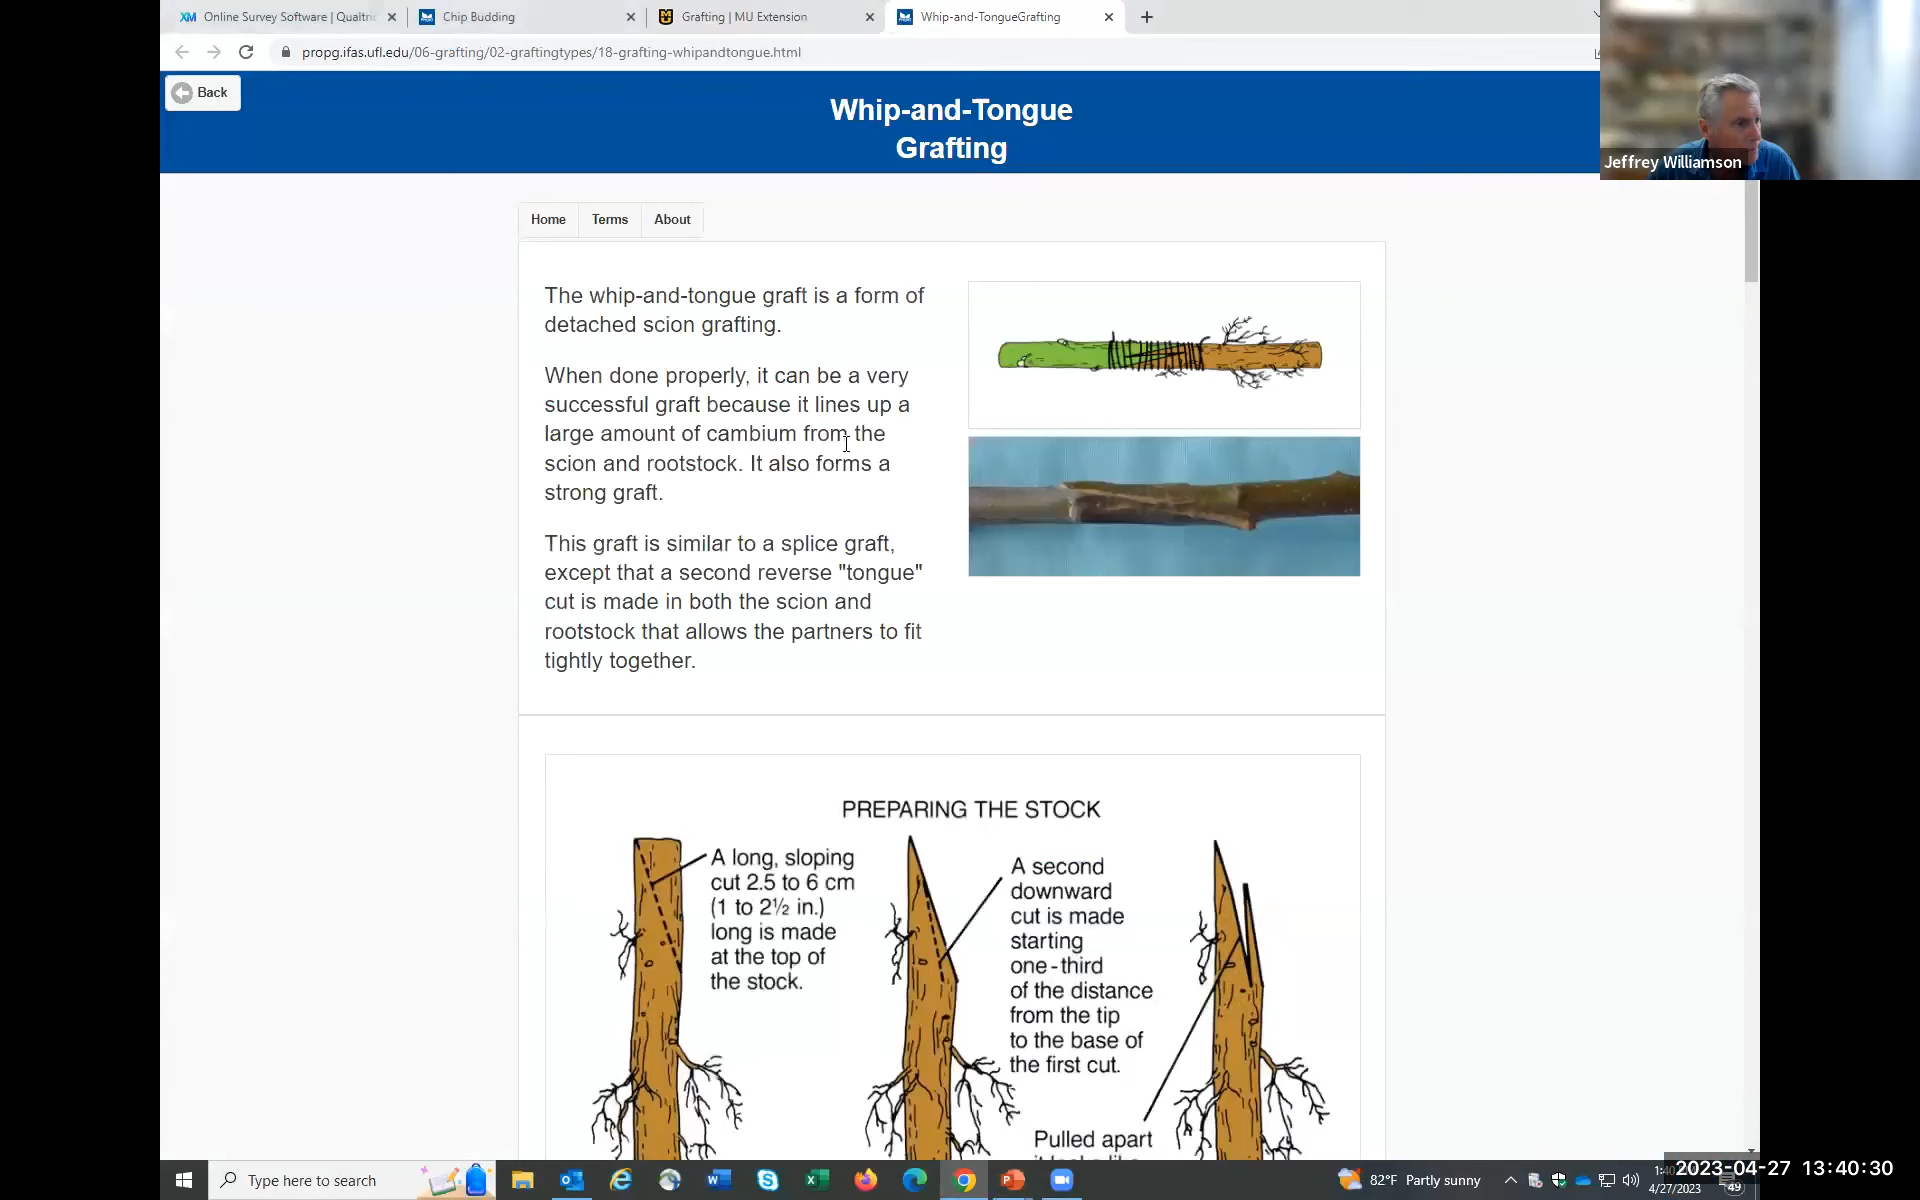 Online Survey Software | Qualtri
Chip Budding
Grafting | MU Extension
Whip-and-TongueGrafting
propg.ifas.ufl.edu/06-grafting/02-graftingtypes/18-grafting-whipandtongue.html
Back
Whip-and-Tongue
Grafting
Jeffrey Williamson
Home
Terms
About
The whip-and-tongue graft is a form of
detached scion grafting.
When done properly, it can be a very
successful graft because it lines up a
large amount of cambium from the
scion and rootstock. It also forms a
strong graft.
This graft is similar to a splice graft,
except that a second reverse "tongue"
cut is made in both the scion and
rootstock that allows the partners to fit
tightly together.
PREPARING THE STOCK
A long, sloping
cut 2.5 to 6 cm
(1 to 2½ in.)
long is made
at the top of
the stock.
A second
downward
cut is made
starting
one-third
of the distance
from the tip
to the base of
the first cut.
Pulled apart
Type here to search
82°F Partly sunny
4/27/2023
49
2023-04-27 13:40:30